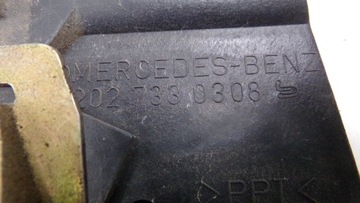 MERCEDES-BENZ
202 733 0308
>PPT<